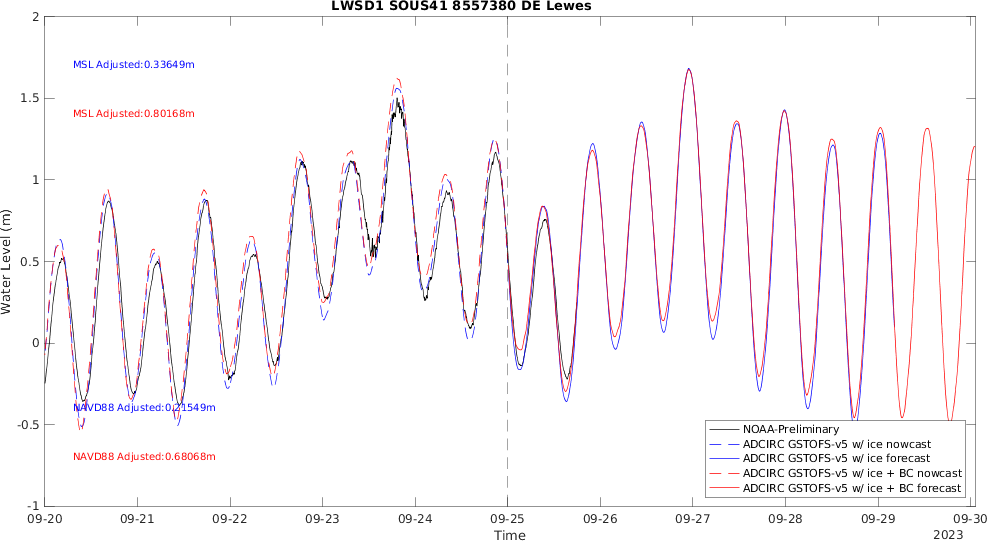 LWSD1 SOUS41 8557380 DE Lewes
2
1.5
1
0.5
0
-0.5
-1
Water Level (m)
MSL Adjusted:0.33649m
MSL Adjusted:0.80168m
NAVD88 Adjusted:0.21549m
NAVD88 Adjusted:0.68068m
NOAA-Preliminary
ADCIRC GSTOFS-v5 w/ ice nowcast
ADCIRC GSTOFS-v5 w/ ice forecast
ADCIRC GSTOFS-v5 w/ ice + BC nowcast
ADCIRC GSTOFS-v5 w/ ice + BC forecast
09-20 09-21 09-22 09-23 09-24 09-25 09-26 09-27 09-28 09-29 09-30
Time
2023